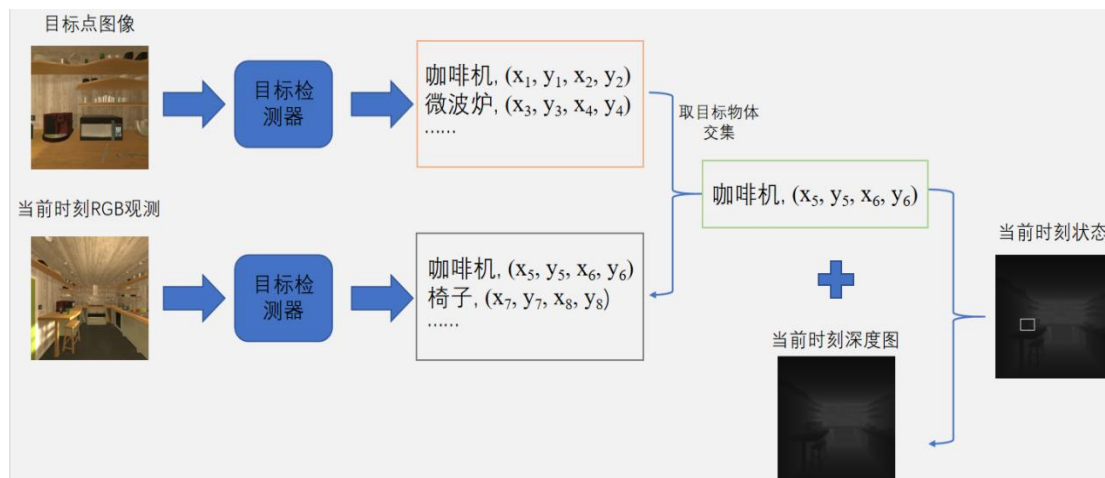 目标点图像
目标检
测器
咖啡机, (x₁, y₁, x₂, y₂)
微波炉, (x₃, y₃, x₄, y₄)
……
取目标物体
交集
咖啡机, (x₅, y₅, x₆, y₆)
当前时刻RGB观测
目标检
测器
咖啡机, (x₅, y₅, x₆, y₆)
椅子, (x₇, y₇, x₈, y₈)
……
当前时刻深度图
当前时刻状态